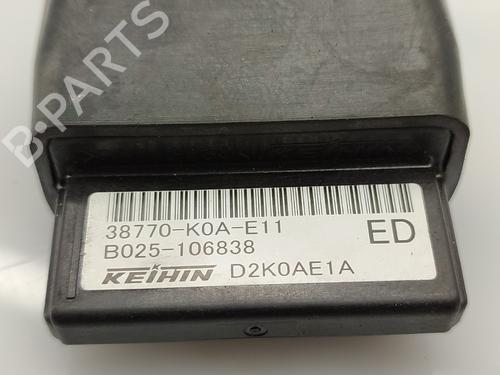 B-PARTS
38770-K0A-E11
B025-106838
ED
KEIHIN D2K0AE1A